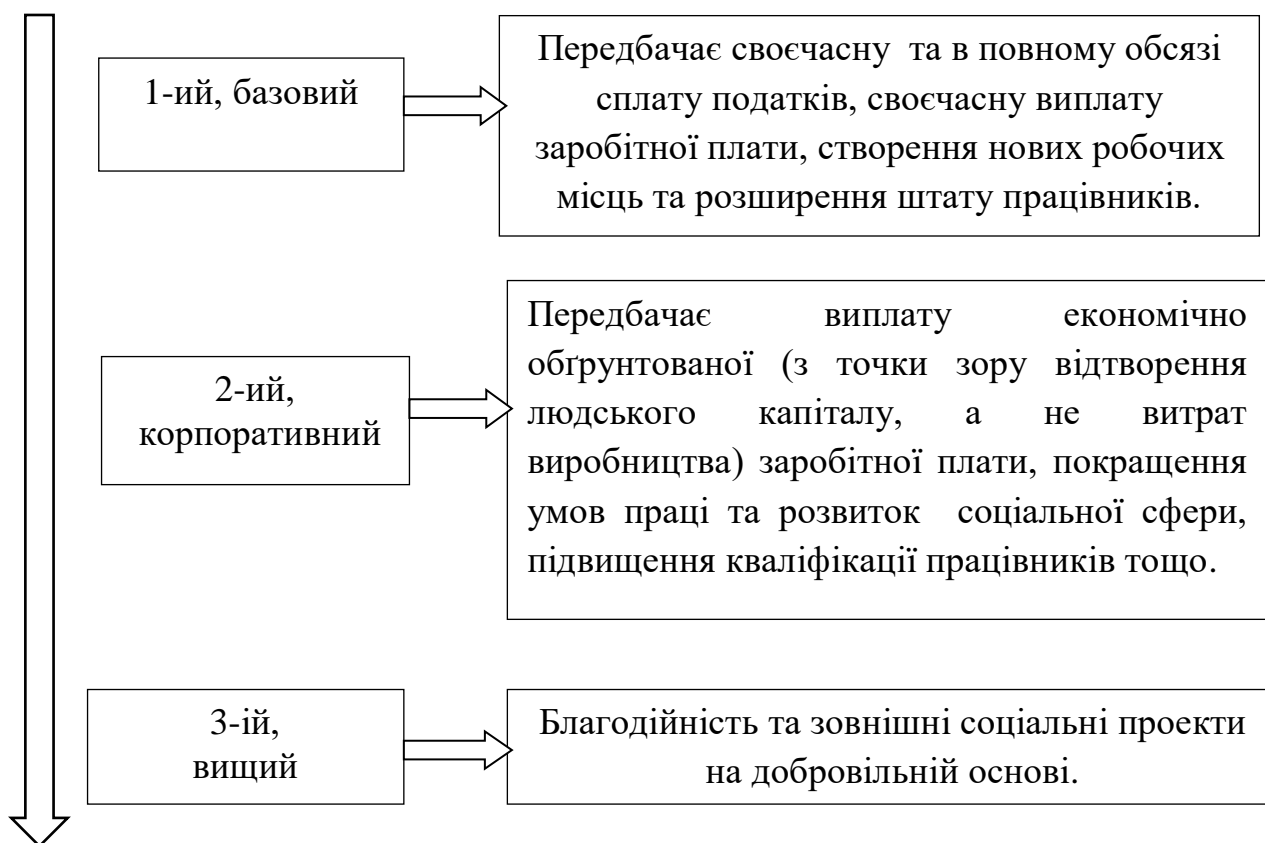 1-ий, базовий
Передбачає своєчасну та в повному обсязі
сплату податків, своєчасну виплату
заробітної плати, створення нових робочих
місць та розширення штату працівників.
2-ий,
корпоративний
Передбачає виплату економічно
обґрунтованої (з точки зору відтворення
людського капіталу, а не витрат
виробництва) заробітної плати, покращення
умов праці та розвиток соціальної сфери,
підвищення кваліфікації працівників тощо.
3-ій,
вищий
Благодійність та зовнішні соціальні проекти
на добровільній основі.